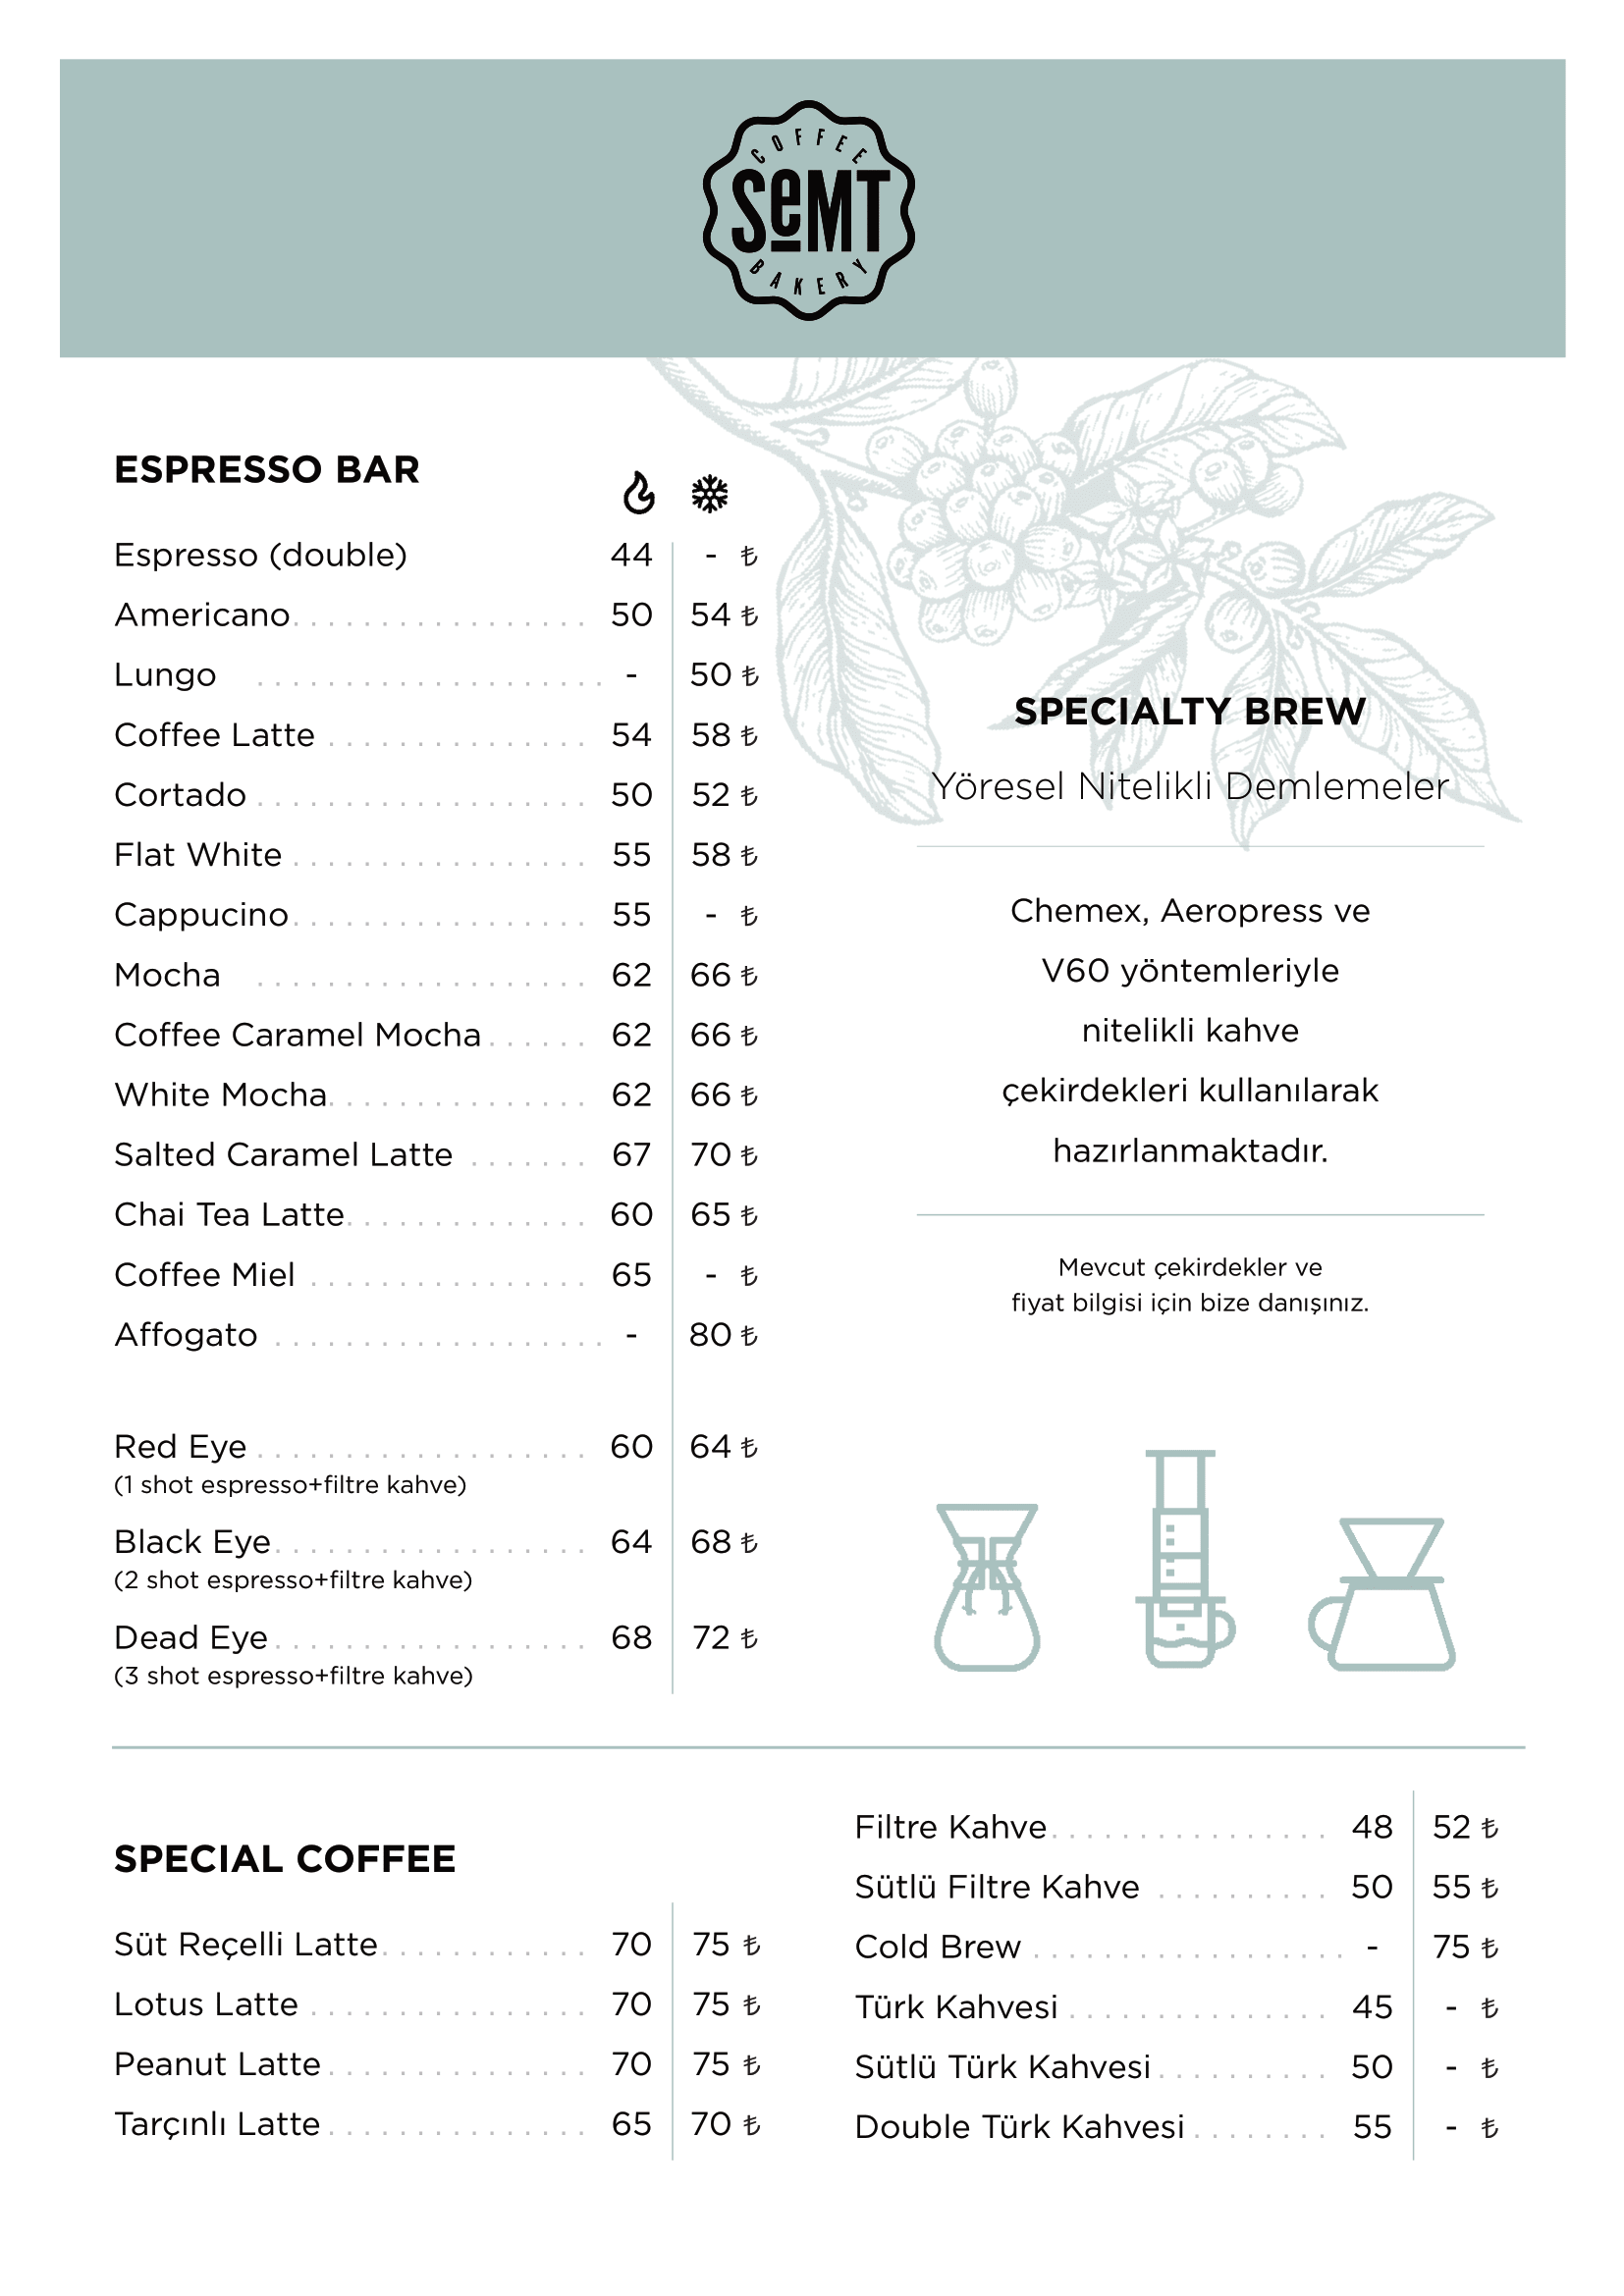 COFFEE
SeMT
BAKERY
ESPRESSO BAR
Espresso (double) 44 - ₺
Americano. . . . . . . . . . . . . . . . . 50 54 ₺
Lungo . . . . . . . . . . . . . . . . . . . . - 50 ₺
Coffee Latte . . . . . . . . . . . . . . . 54 58 ₺
Cortado . . . . . . . . . . . . . . . . . . . 50 52 ₺
Flat White . . . . . . . . . . . . . . . . . 55 58 ₺
Cappucino. . . . . . . . . . . . . . . . . 55 - ₺
Mocha . . . . . . . . . . . . . . . . . . . 62 66 ₺
Coffee Caramel Mocha . . . . . . 62 66 ₺
White Mocha. . . . . . . . . . . . . . . 62 66 ₺
Salted Caramel Latte . . . . . . . 67 70 ₺
Chai Tea Latte. . . . . . . . . . . . . . 60 65 ₺
Coffee Miel . . . . . . . . . . . . . . . . 65 - ₺
Affogato . . . . . . . . . . . . . . . . . . . - 80 ₺
Red Eye . . . . . . . . . . . . . . . . . . . 60 64 ₺
(1 shot espresso+filtre kahve)
Black Eye. . . . . . . . . . . . . . . . . . 64 68 ₺
(2 shot espresso+filtre kahve)
Dead Eye . . . . . . . . . . . . . . . . . . 68 72 ₺
(3 shot espresso+filtre kahve)
SPECIALTY BREW
Yöresel Nitelikli Demlemeler
Chemex, Aeropress ve
V60 yöntemleriyle
nitelikli kahve
çekirdekleri kullanılarak
hazırlanmaktadır.
Mevcut çekirdekler ve
fiyat bilgisi için bize danışınız.
SPECIAL COFFEE
Süt Reçelli Latte. . . . . . . . . . . . 70 75 ₺
Lotus Latte . . . . . . . . . . . . . . . . 70 75 ₺
Peanut Latte . . . . . . . . . . . . . . . 70 75 ₺
Tarçınlı Latte . . . . . . . . . . . . . . . 65 70 ₺
Filtre Kahve. . . . . . . . . . . . . . . . 48 52 ₺
Sütlü Filtre Kahve . . . . . . . . . . 50 55 ₺
Cold Brew . . . . . . . . . . . . . . . . . . - 75 ₺
Türk Kahvesi . . . . . . . . . . . . . . . 45 - ₺
Sütlü Türk Kahvesi . . . . . . . . . . 50 - ₺
Double Türk Kahvesi . . . . . . . . 55 - ₺